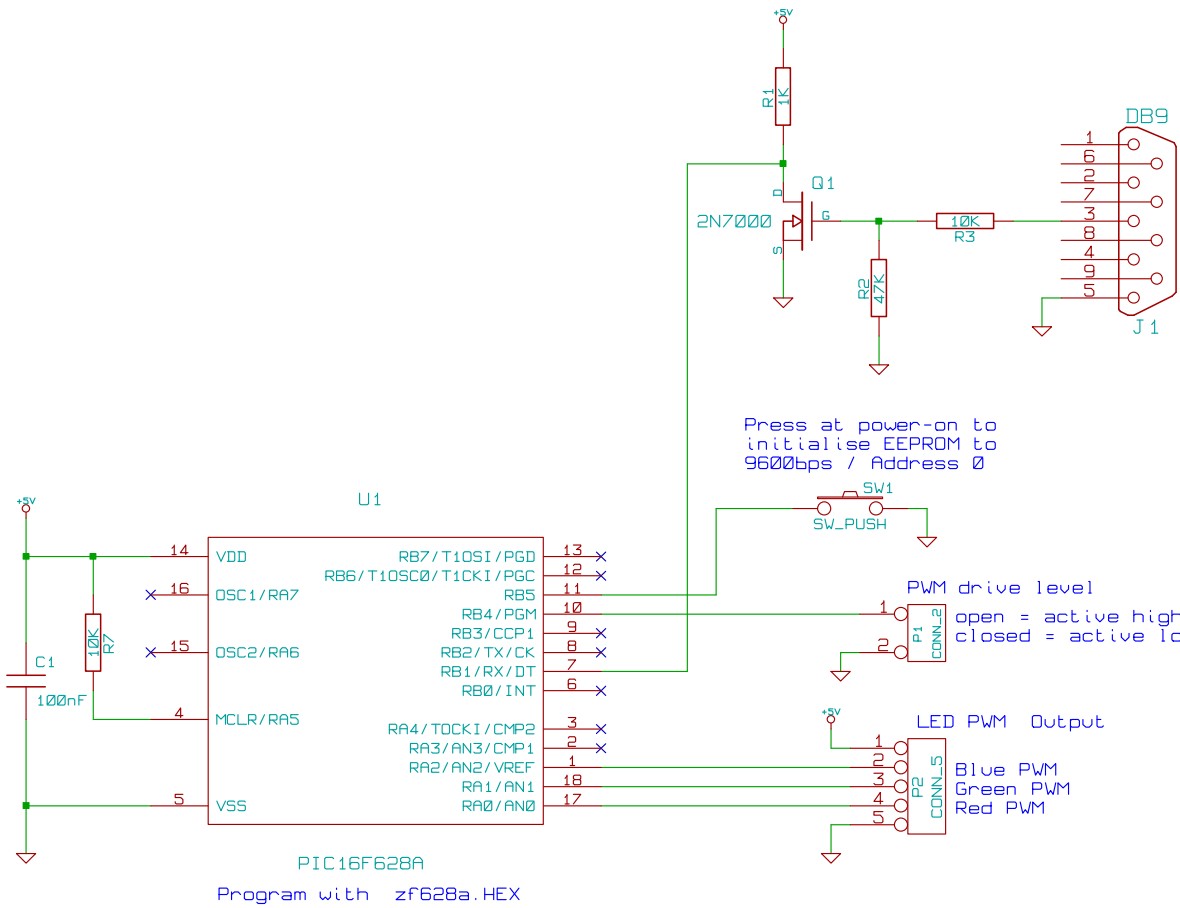 +5V
R1
1K
DB9
1
6
2
7
3
8
4
9
5
J1
Q1
D
G
S
2N7000
10K
R3
R2
47K
Press at power-on to
initialise EEPROM to
9600bps / Address 0
SW1
SW_PUSH
U1
+5V
14
VDD
16
OSC1/RA7
15
OSC2/RA6
4
MCLR/RA5
5
VSS
10K
R7
C1
100nF
RB7/T1OSI/PGD
13
RB6/T1OSC0/T1CKI/PGC
12
RB5
11
RB4/PGM
10
RB3/CCP1
9
RB2/TX/CK
8
RB1/RX/DT
7
RB0/INT
6
RA4/TOCKI/CMP2
3
RA3/AN3/CMP1
2
RA2/AN2/VREF
1
RA1/AN1
18
RA0/AN0
17
PWM drive level
1
2
P1
CONN_2
open = active high
closed = active lo
+5V
LED PWM Output
1
2
3
4
5
P2
CONN_5
Blue PWM
Green PWM
Red PWM
PIC16F628A
Program with zf628a.HEX